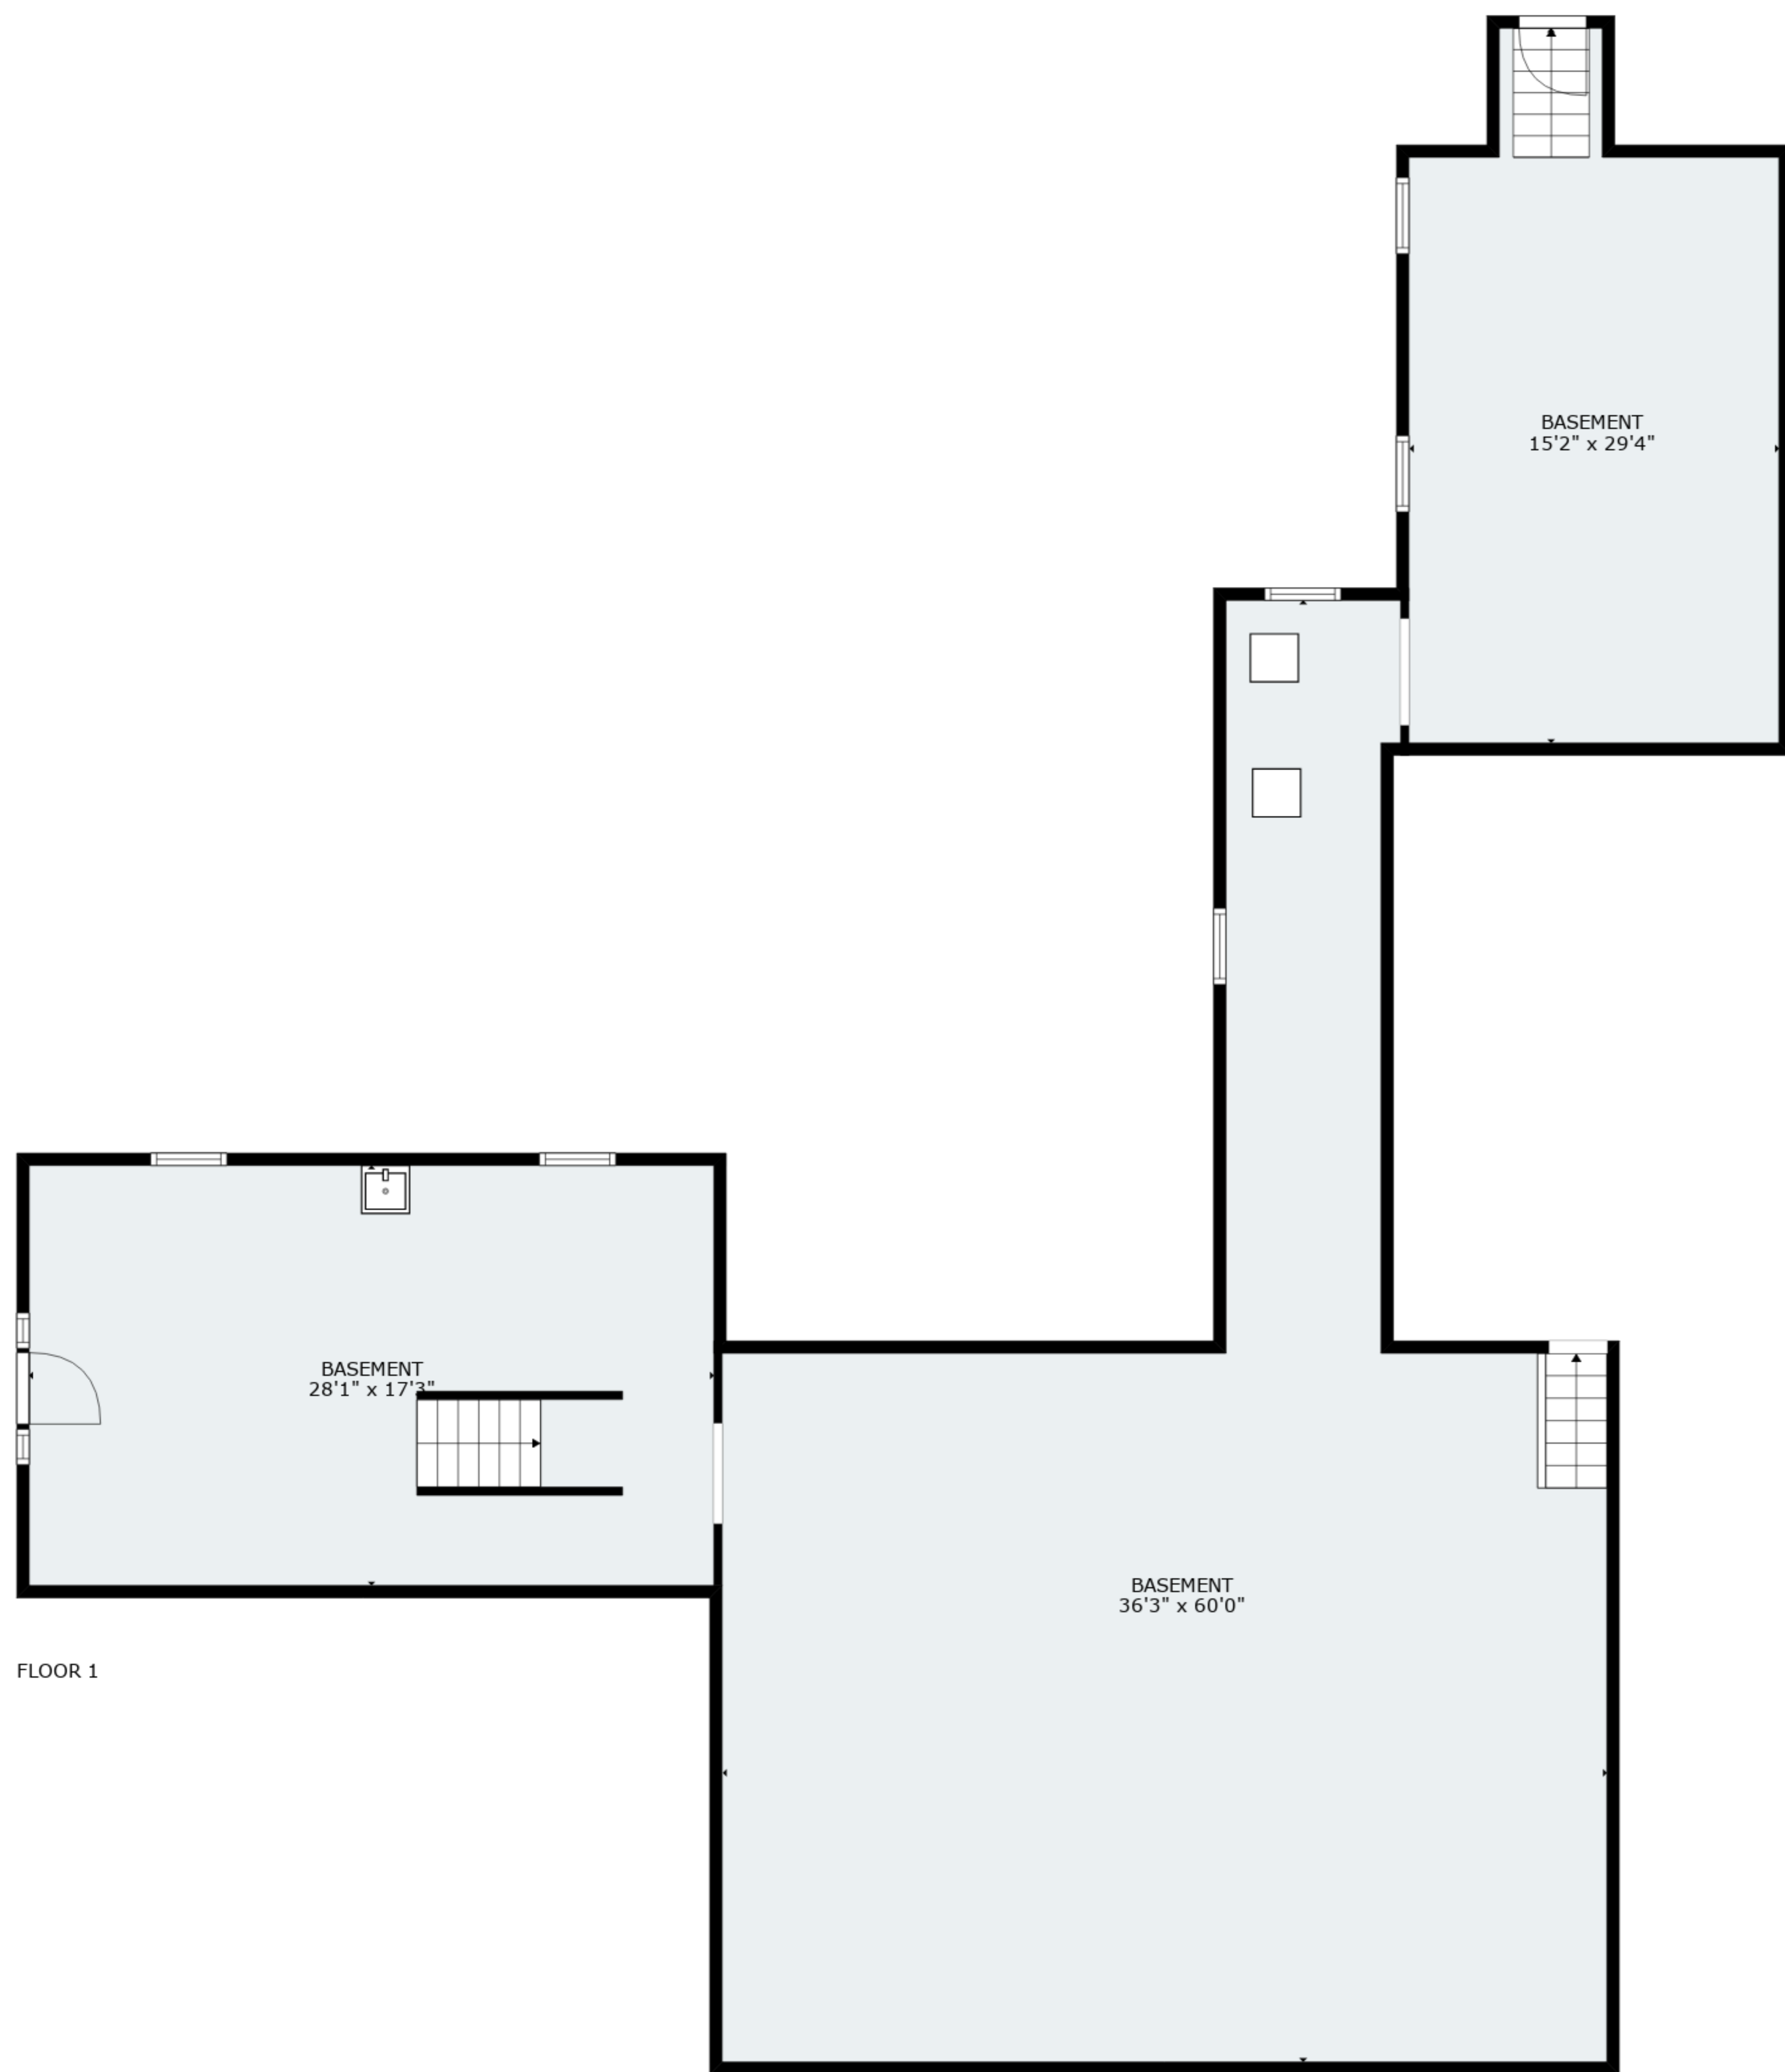 BASEMENT
15'2" x 29'4"
BASEMENT
28'1" x 17'3"
BASEMENT
36'3" x 60'0"
FLOOR 1